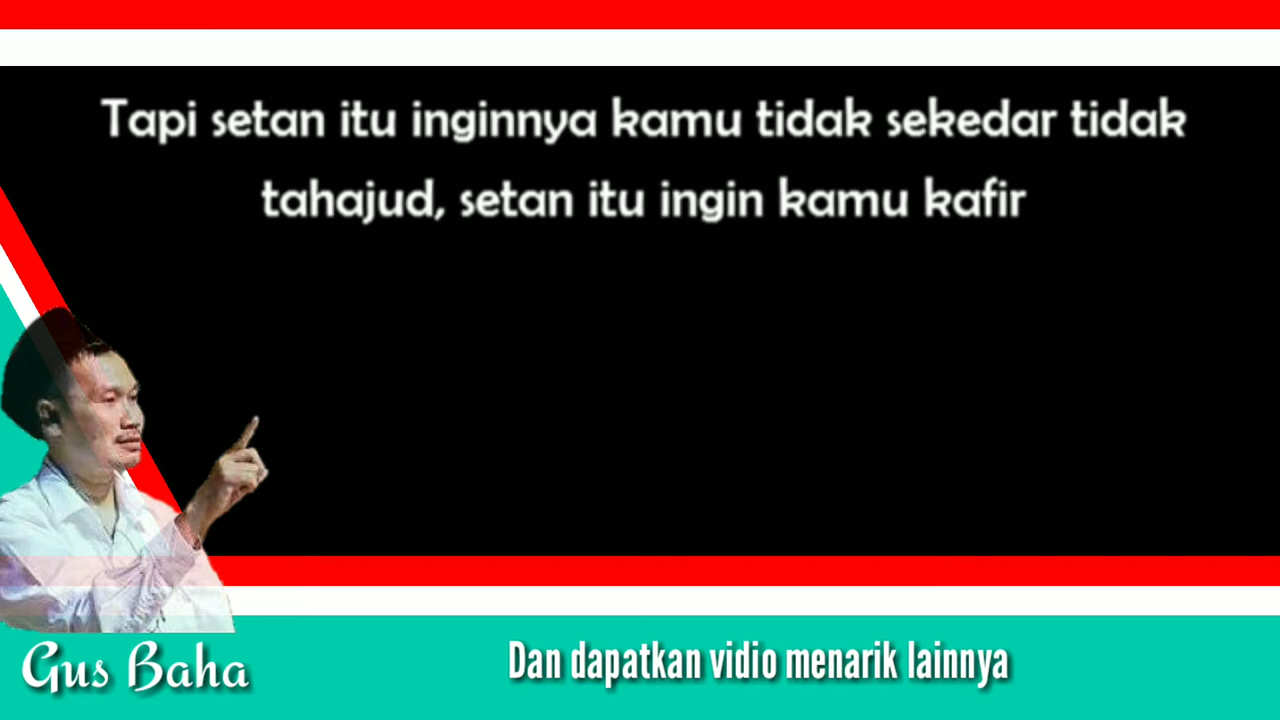 Tapi setan itu inginnya kamu tidak sekedar tidak
tahajud, setan itu ingin kamu kafir
Gus Baha
Dan dapatkan vidio menarik lainnya